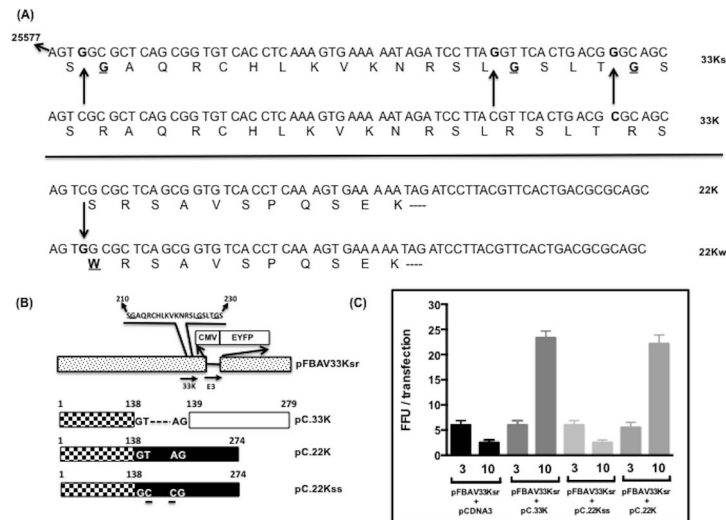 (A)
25577
AGT GGC GCT CAG CGG TGT CAC CTC AAA GTG AAA AAT AGA TCC TTA GGT TCA CTG ACG GGC AGC 33Ks
S G A Q R C H L K V K N R S L G S L T G S
AGT CGC GCT CAG CGG TGT CAC CTC AAA GTG AAA AAT AGA TCC TTA CGT TCA CTG ACG CGC AGC 33K
S R A Q R C H L K V K N R S L R S L T R S
AG TCG CGC TCA GCG GTG TCA CCT CAA AGT GAA AAA TAG ATCCTTACGTTCACTGACGCGCAGC 22K
S R S A V S P Q S E K ----
AG TGG CGC TCA GCG GTG TCA CCT CAA AGT GAA AAA TAG ATCCTTACGTTCACTGACGCGCAGC 22Kw
W R S A V S P Q S E K ----
(B)
210 230
SGAQRCHLKVKNRSLGSLTGS
CMV EYFP
pFBAV33Ksr
33K E3
1 138 139 279
GT ---- AG
pC.33K
1 138 274
GT AG
pC.22K
1 138 274
GC CG
pC.22Kss
(C)
FFU / transfection
30
25
20
15
10
5
0
3 10 3 10 3 10 3 10
pFBAV33Ksr + pCDNA3
pFBAV33Ksr + pC.33K
pFBAV33Ksr + pC.22Kss
pFBAV33Ksr + pC.22K